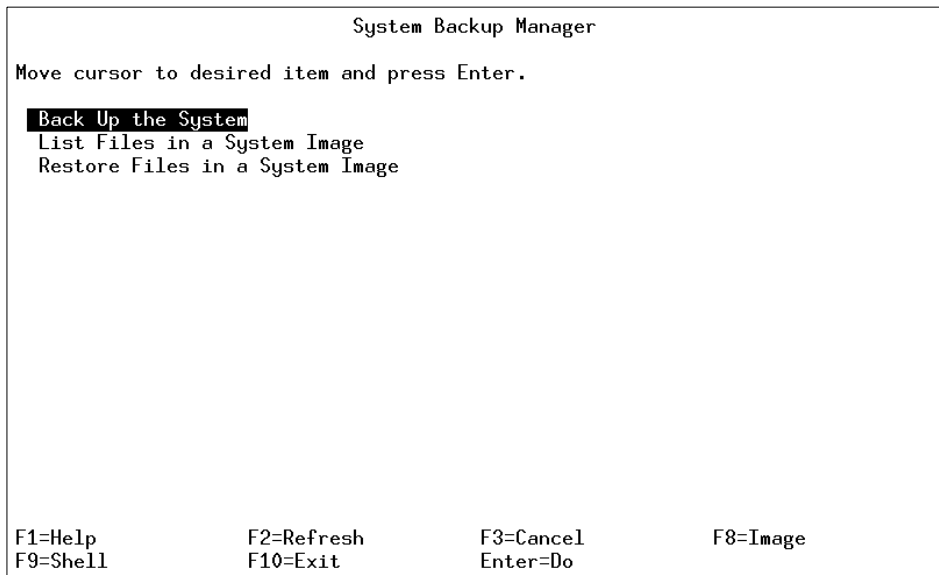 System Backup Manager
Move cursor to desired item and press Enter.
Back Up the System
List Files in a System Image
Restore Files in a System Image
F1=Help F2=Refresh F3=Cancel F8=Image
F9=Shell F10=Exit Enter=Do